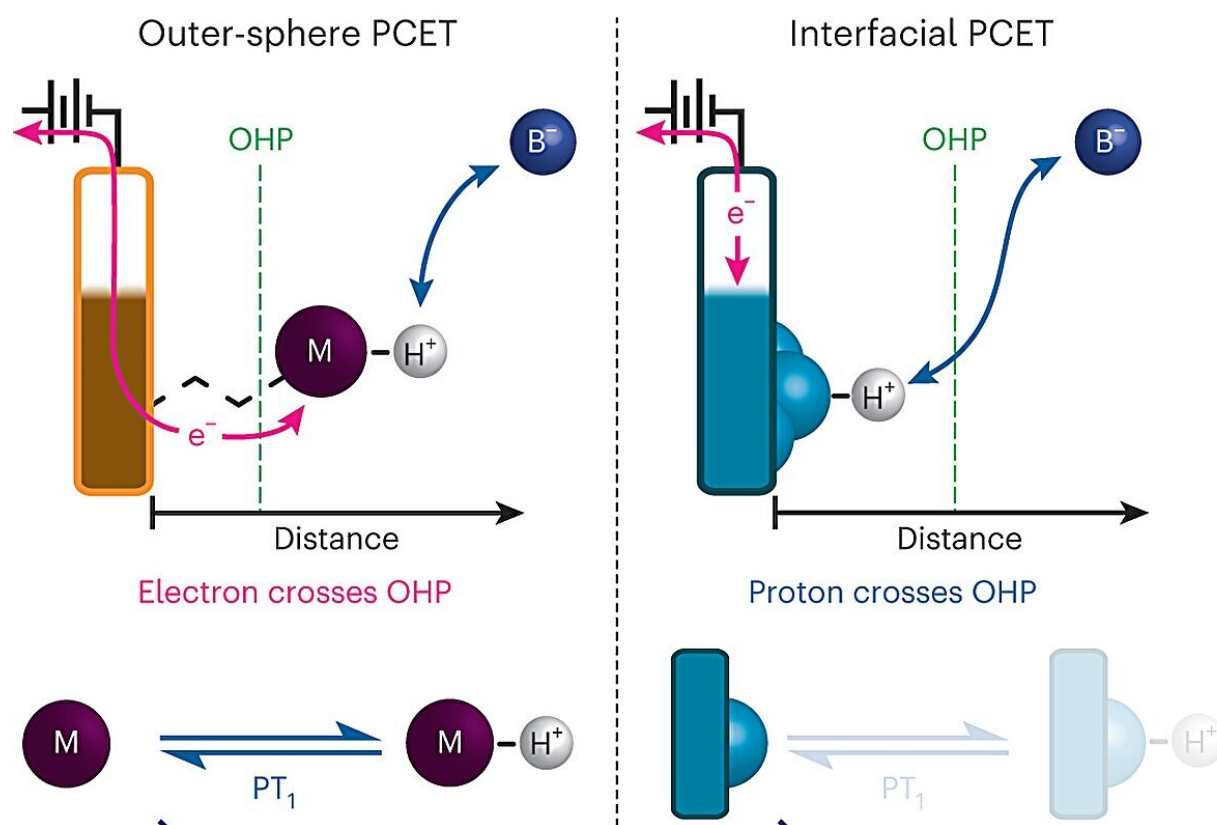 Outer-sphere PCET
OHP
B⁻
M
H⁺
e⁻
Distance
Electron crosses OHP
M
M
H⁺
PT₁
Interfacial PCET
OHP
B⁻
e⁻
H⁺
Distance
Proton crosses OHP
PT₁
H⁺